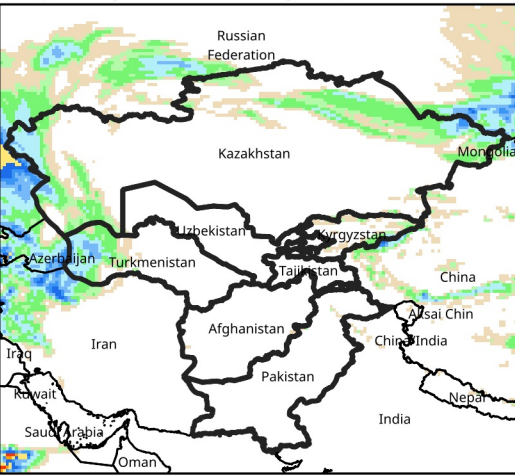 Russian
Federation
Kazakhstan
Mongolia
Uzbekistan
Kyrgyzstan
Azerbaijan
Turkmenistan
Tajikistan
China
Aksai Chin
Afghanistan
China/India
Iran
Iraq
Pakistan
Kuwait
Nepal
India
Saudi Arabia
Oman